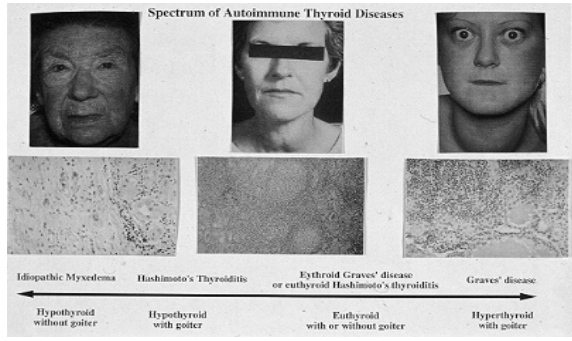 Spectrum of Autoimmune Thyroid Diseases
Idiopathic Myxedema
Hashimoto's Thyroiditis
Eythroid Graves' disease
or euthyroid Hashimoto's thyroiditis
Graves' disease
Hypothyroid
without goiter
Hypothyroid
with goiter
Euthyroid
with or without goiter
Hyperthyroid
with goiter